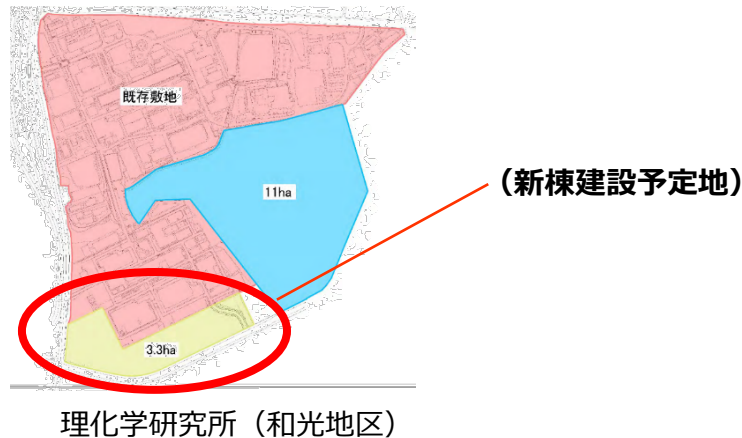 既存敷地
11ha
(新棟建設予定地)
3.3ha
理化学研究所（和光地区）